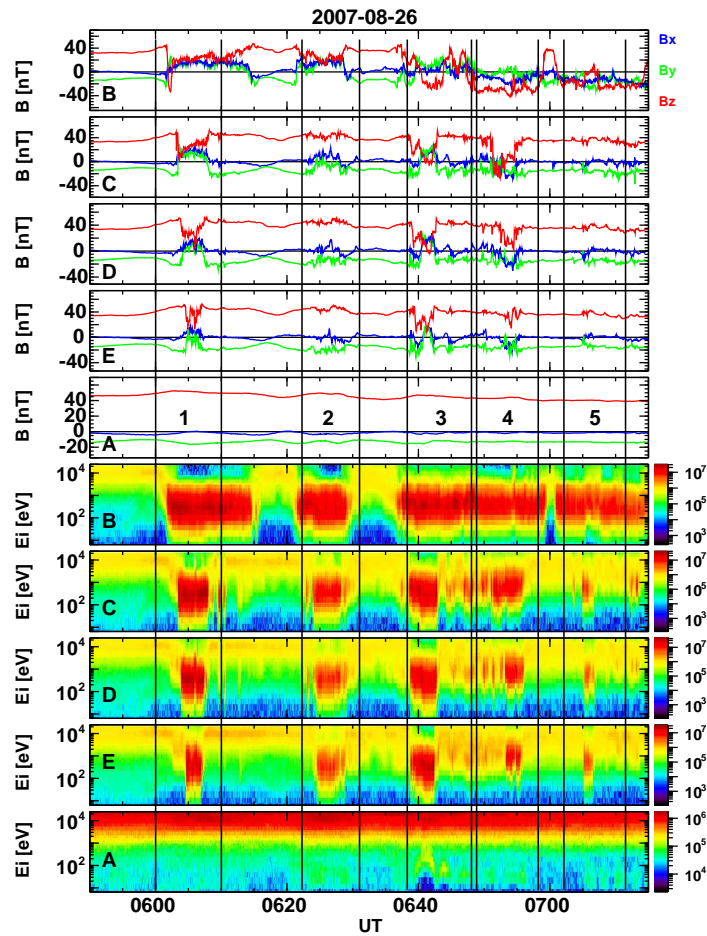 2007-08-26
B [nT] 40 0 -40 B Bx By Bz
B [nT] 40 0 -40 C
B [nT] 40 0 -40 D
B [nT] 40 0 -40 E
B [nT] 40 20 0 -20 A 1 2 3 4 5
Ei [eV] 10^4 10^2 B 10^7 10^5 10^3
Ei [eV] 10^4 10^2 C 10^7 10^5 10^3
Ei [eV] 10^4 10^2 D 10^7 10^5 10^3
Ei [eV] 10^4 10^2 E 10^7 10^5 10^3
Ei [eV] 10^4 10^2 A 10^6 10^5 10^4
0600 0620 0640 0700
UT